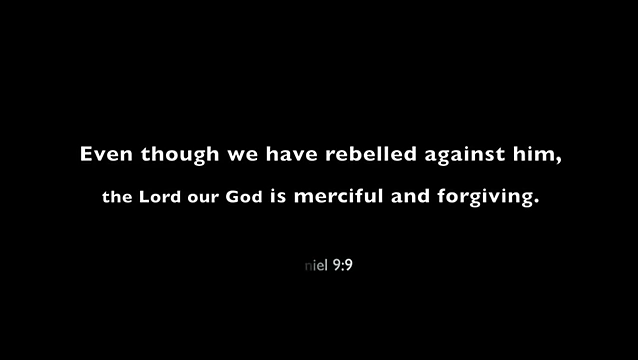 Even though we have rebelled against him,
the Lord our God is merciful and forgiving.
niel 9:9